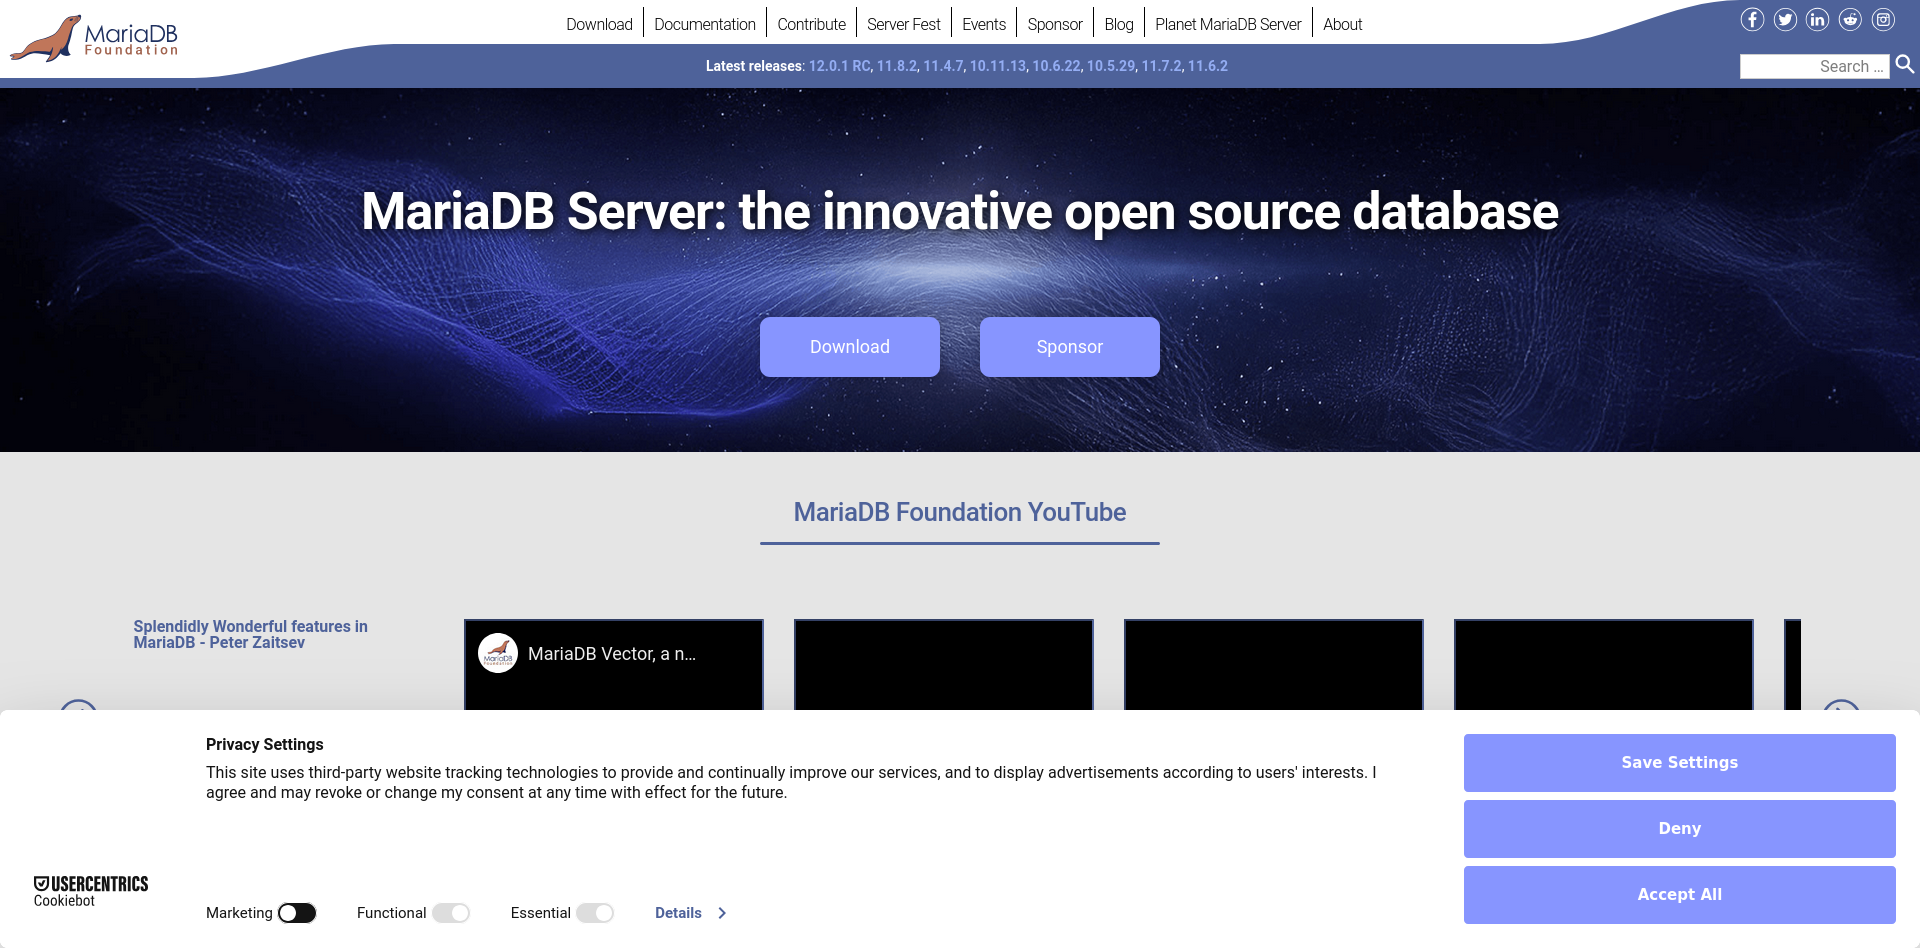 MariaDB
Foundation
Download
Documentation
Contribute
Server Fest
Events
Sponsor
Blog
Planet MariaDB Server
About
Latest releases: 12.0.1 RC, 11.8.2, 11.4.7, 10.11.13, 10.6.22, 10.5.29, 11.7.2, 11.6.2
Search ...
MariaDB Server: the innovative open source database
Download
Sponsor
MariaDB Foundation YouTube
Splendidly Wonderful features in
MariaDB - Peter Zaitsev
MariaDB
MariaDB Vector, a n...
Privacy Settings
This site uses third-party website tracking technologies to provide and continually improve our services, and to display advertisements according to users' interests. I
agree and may revoke or change my consent at any time with effect for the future.
Save Settings
Deny
Accept All
USERCENTRICS
Cookiebot
Marketing
Functional
Essential
Details